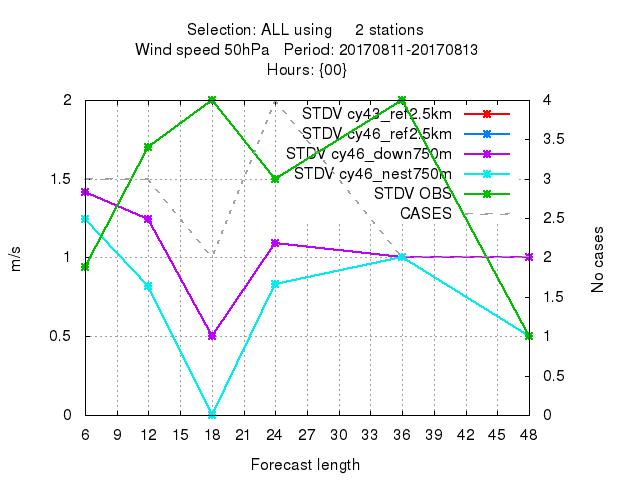 Selection: ALL using 2 stations
Wind speed 50hPa Period: 20170811-20170813
Hours: {00}
2 4
STDV cy43_ref2.5km
STDV cy46_ref2.5km
3.5
STDV cy46_down750m
STDV cy46_nest750m
1.5 3
STDV OBS
CASES
2.5
m/s
No cases
1 2
1.5
0.5 1
0.5
0 0
6 9 12 15 18 21 24 27 30 33 36 39 42 45 48
Forecast length